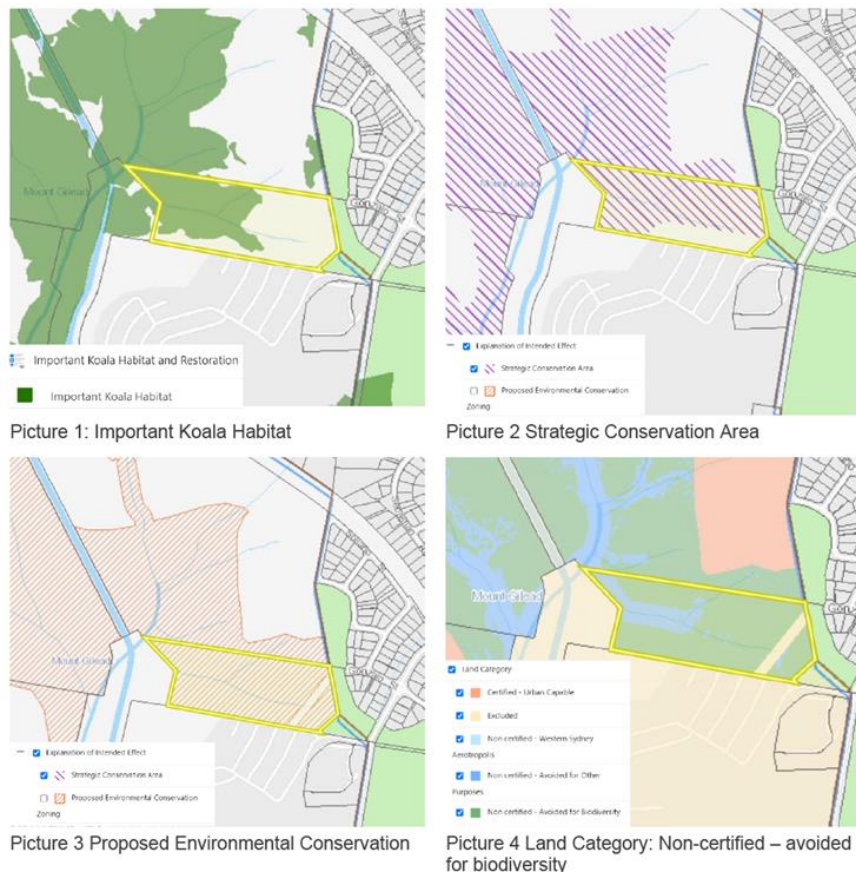 Mount Gilead
Important Koala Habitat and Restoration
Important Koala Habitat
Picture 1: Important Koala Habitat
Mount Gilead
Explanation of Intended Effect
Strategic Conservation Area
Proposed Environmental Conservation
Zoning
Picture 2 Strategic Conservation Area
Mount Gilead
Explanation of Intended Effect
Strategic Conservation Area
Proposed Environmental Conservation
Zoning
Picture 3 Proposed Environmental Conservation
Mount Gilead
Land Category
Certified - Urban Capable
Excluded
Non certified - Western Sydney
Aerotropolis
Non certified - Avoided for Other
Purposes
Non certified - Avoided for Biodiversity
Picture 4 Land Category: Non-certified – avoided
for biodiversity